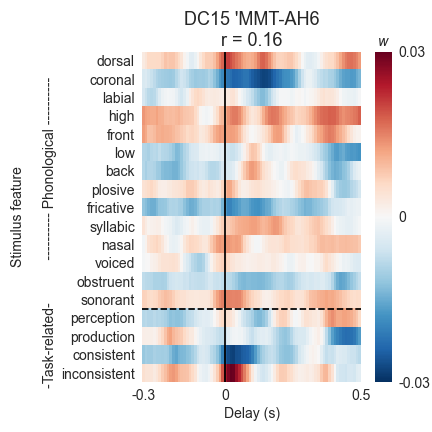 DC15 'MMT-AH6
r = 0.16
w
Stimulus feature
---------- Phonological ----------
-Task-related-
dorsal
coronal
labial
high
front
low
back
plosive
fricative
syllabic
nasal
voiced
obstruent
sonorant
perception
production
consistent
inconsistent
-0.3 0 0.5
Delay (s)
0.03
0
-0.03